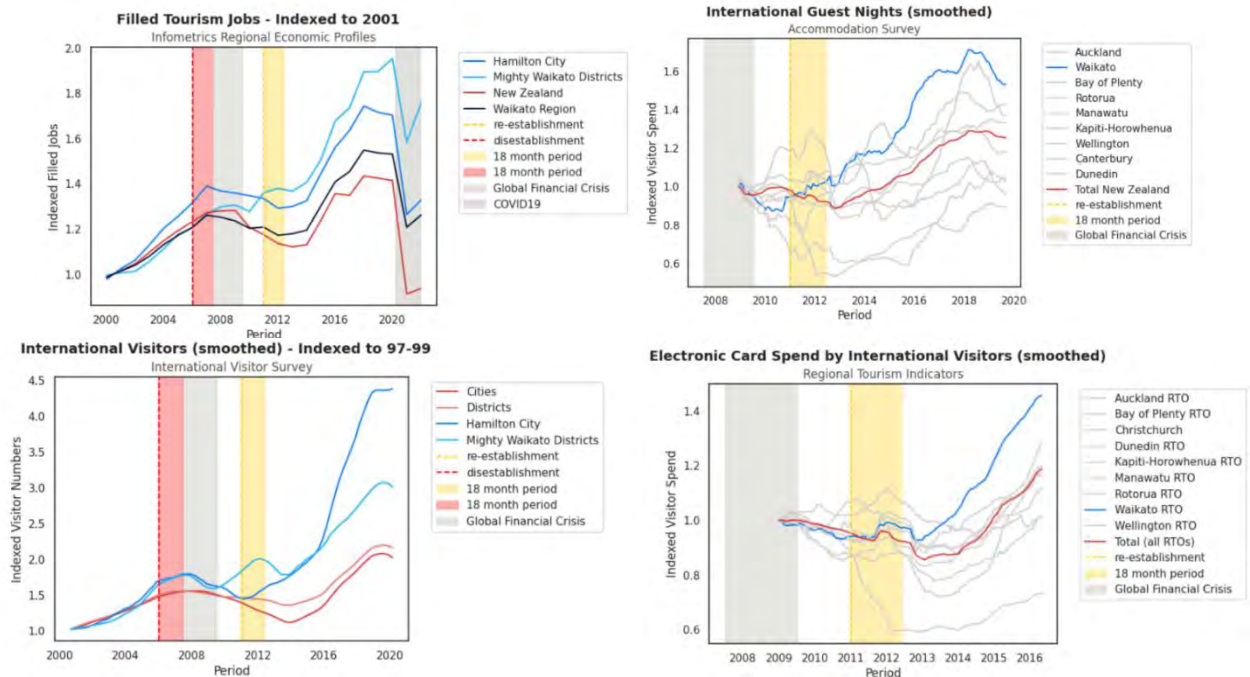 Filled Tourism Jobs - Indexed to 2001
Infometrics Regional Economic Profiles
2.0
1.8
1.6
1.4
1.2
1.0
Indexed Filled Jobs
2000
2004
2008
2012
2016
2020
Period
Hamilton City
Mighty Waikato Districts
New Zealand
Waikato Region
re-establishment
disestablishment
18 month period
18 month period
Global Financial Crisis
COVID19
International Guest Nights (smoothed)
Accommodation Survey
1.6
1.4
1.2
1.0
0.8
0.6
Indexed Visitor Spend
2008
2010
2012
2014
2016
2018
2020
Period
Auckland
Waikato
Bay of Plenty
Rotorua
Manawatu
Kapiti-Horowhenua
Wellington
Canterbury
Dunedin
Total New Zealand
re-establishment
18 month period
Global Financial Crisis
International Visitors (smoothed) - Indexed to 97-99
International Visitor Survey
4.5
4.0
3.5
3.0
2.5
2.0
1.5
1.0
Indexed Visitor Numbers
2000
2004
2008
2012
2016
2020
Period
Cities
Districts
Hamilton City
Mighty Waikato Districts
re-establishment
disestablishment
18 month period
18 month period
Global Financial Crisis
Electronic Card Spend by International Visitors (smoothed)
Regional Tourism Indicators
1.4
1.2
1.0
0.8
0.6
Indexed Visitor Spend
2008
2009
2010
2011
2012
2013
2014
2015
2016
Period
Auckland RTO
Bay of Plenty RTO
Christchurch
Dunedin RTO
Kapiti-Horowhenua RTO
Manawatu RTO
Rotorua RTO
Waikato RTO
Wellington RTO
Total (all RTOs)
re-establishment
18 month period
Global Financial Crisis